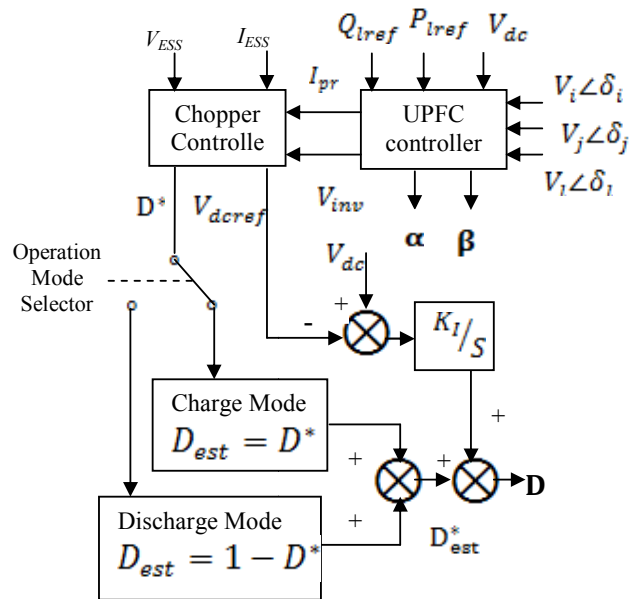 V_ESS I_ESS Q_lref P_lref V_dc
I_pr
Chopper
Controlle
UPFC
controller
V_i∠δ_i
V_j∠δ_j
V_l∠δ_l
D* V_dcref V_inv α β
Operation
Mode
Selector
V_dc
+
-
K_I/S
+
Charge Mode
D_est = D*
+
+
D
Discharge Mode
D_est = 1 − D*
+
D*_est